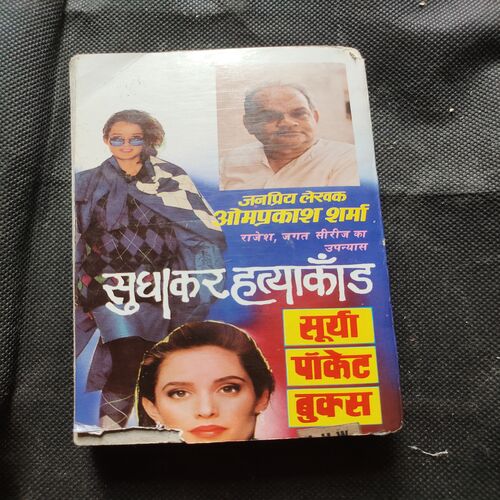 जनप्रिय लेखक
ओमप्रकाश शर्मा
राजेश, जगत सीरीज का
उपन्यास
सुधाकर हत्याकाँड
सूर्या
पॉकेट
बुक्स